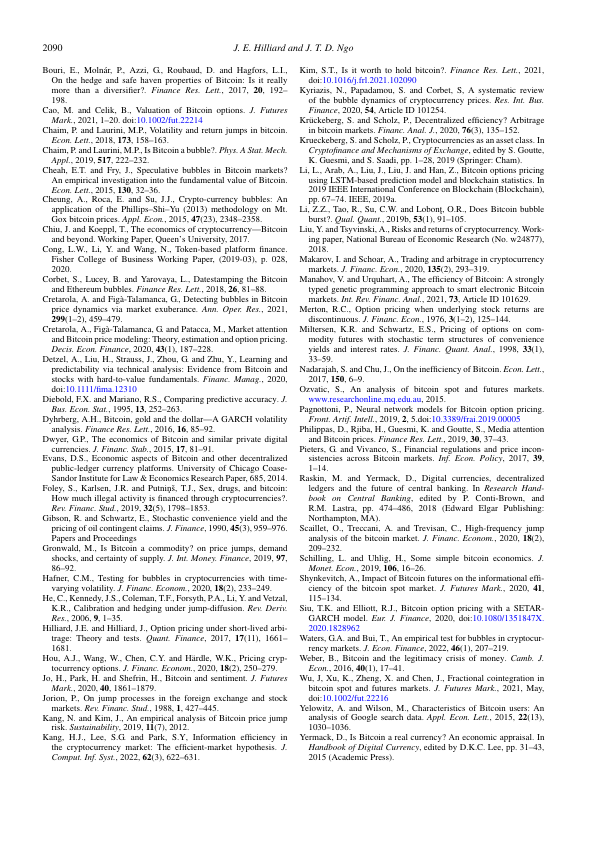 2090
J. E. Hilliard and J. T. D. Ngo
Bouri, E., Molnár, P., Azzi, G., Roubaud, D. and Hagfors, L.I.,
On the hedge and safe haven properties of Bitcoin: Is it really
more than a diversifier?. Finance Res. Lett., 2017, 20, 192–
198.
Cao, M. and Celik, B., Valuation of Bitcoin options. J. Futures
Mark., 2021, 1–20. doi:10.1002/fut.22214
Chaim, P. and Laurini, M.P., Volatility and return jumps in bitcoin.
Econ. Lett., 2018, 173, 158–163.
Chaim, P. and Laurini, M.P., Is Bitcoin a bubble?. Phys. A Stat. Mech.
Appl., 2019, 517, 222–232.
Cheah, E.T. and Fry, J., Speculative bubbles in Bitcoin markets?
An empirical investigation into the fundamental value of Bitcoin.
Econ. Lett., 2015, 130, 32–36.
Cheung, A., Roca, E. and Su, J.J., Crypto-currency bubbles: An
application of the Phillips–Shi–Yu (2013) methodology on Mt.
Gox bitcoin prices. Appl. Econ., 2015, 47(23), 2348–2358.
Chiu, J. and Koeppl, T., The economics of cryptocurrency—Bitcoin
and beyond. Working Paper, Queen's University, 2017.
Cong, L.W., Li, Y. and Wang, N., Token-based platform finance.
Fisher College of Business Working Paper, (2019-03), p. 028,
2020.
Corbet, S., Lucey, B. and Yarovaya, L., Datestamping the Bitcoin
and Ethereum bubbles. Finance Res. Lett., 2018, 26, 81–88.
Cretarola, A. and Figà-Talamanca, G., Detecting bubbles in Bitcoin
price dynamics via market exuberance. Ann. Oper. Res., 2021,
299(1–2), 459–479.
Cretarola, A., Figà-Talamanca, G. and Patacca, M., Market attention
and Bitcoin price modeling: Theory, estimation and option pricing.
Decis. Econ. Finance, 2020, 43(1), 187–228.
Detzel, A., Liu, H., Strauss, J., Zhou, G. and Zhu, Y., Learning and
predictability via technical analysis: Evidence from Bitcoin and
stocks with hard-to-value fundamentals. Financ. Manag., 2020,
doi:10.1111/fima.12310
Diebold, F.X. and Mariano, R.S., Comparing predictive accuracy. J.
Bus. Econ. Stat., 1995, 13, 252–263.
Dyhrberg, A.H., Bitcoin, gold and the dollar—A GARCH volatility
analysis. Finance Res. Lett., 2016, 16, 85–92.
Dwyer, G.P., The economics of Bitcoin and similar private digital
currencies. J. Financ. Stab., 2015, 17, 81–91.
Evans, D.S., Economic aspects of Bitcoin and other decentralized
public-ledger currency platforms. University of Chicago Coase-
Sandor Institute for Law & Economics Research Paper, 685, 2014.
Foley, S., Karlsen, J.R. and Putniņš, T.J., Sex, drugs, and bitcoin:
How much illegal activity is financed through cryptocurrencies?.
Rev. Financ. Stud., 2019, 32(5), 1798–1853.
Gibson, R. and Schwartz, E., Stochastic convenience yield and the
pricing of oil contingent claims. J. Finance, 1990, 45(3), 959–976.
Papers and Proceedings
Gronwald, M., Is Bitcoin a commodity? on price jumps, demand
shocks, and certainty of supply. J. Int. Money. Finance, 2019, 97,
86–92.
Hafner, C.M., Testing for bubbles in cryptocurrencies with time-
varying volatility. J. Financ. Econom., 2020, 18(2), 233–249.
He, C., Kennedy, J.S., Coleman, T.F., Forsyth, P.A., Li, Y. and Vetzal,
K.R., Calibration and hedging under jump-diffusion. Rev. Deriv.
Res., 2006, 9, 1–35.
Hilliard, J.E. and Hilliard, J., Option pricing under short-lived arbi-
trage: Theory and tests. Quant. Finance, 2017, 17(11), 1661–
1681.
Hou, A.J., Wang, W., Chen, C.Y. and Härdle, W.K., Pricing cryp-
tocurrency options. J. Financ. Econom., 2020, 18(2), 250–279.
Jo, H., Park, H. and Shefrin, H., Bitcoin and sentiment. J. Futures
Mark., 2020, 40, 1861–1879.
Jorion, P., On jump processes in the foreign exchange and stock
markets. Rev. Financ. Stud., 1988, 1, 427–445.
Kang, N. and Kim, J., An empirical analysis of Bitcoin price jump
risk. Sustainability, 2019, 11(7), 2012.
Kang, H.J., Lee, S.G. and Park, S.Y, Information efficiency in
the cryptocurrency market: The efficient-market hypothesis. J.
Comput. Inf. Syst., 2022, 62(3), 622–631.
Kim, S.T., Is it worth to hold bitcoin?. Finance Res. Lett., 2021,
doi:10.1016/j.frl.2021.102090
Kyriazis, N., Papadamou, S. and Corbet, S, A systematic review
of the bubble dynamics of cryptocurrency prices. Res. Int. Bus.
Finance, 2020, 54, Article ID 101254.
Krückeberg, S. and Scholz, P., Decentralized efficiency? Arbitrage
in bitcoin markets. Financ. Anal. J., 2020, 76(3), 135–152.
Krueckeberg, S. and Scholz, P., Cryptocurrencies as an asset class. In
Cryptofinance and Mechanisms of Exchange, edited by S. Goutte,
K. Guesmi, and S. Saadi, pp. 1–28, 2019 (Springer: Cham).
Li, L., Arab, A., Liu, J., Liu, J. and Han, Z., Bitcoin options pricing
using LSTM-based prediction model and blockchain statistics. In
2019 IEEE International Conference on Blockchain (Blockchain),
pp. 67–74. IEEE, 2019a.
Li, Z.Z., Tao, R., Su, C.W. and Lobonţ, O.R., Does Bitcoin bubble
burst?. Qual. Quant., 2019b, 53(1), 91–105.
Liu, Y. and Tsyvinski, A., Risks and returns of cryptocurrency. Work-
ing paper, National Bureau of Economic Research (No. w24877),
2018.
Makarov, I. and Schoar, A., Trading and arbitrage in cryptocurrency
markets. J. Financ. Econ., 2020, 135(2), 293–319.
Manahov, V. and Urquhart, A., The efficiency of Bitcoin: A strongly
typed genetic programming approach to smart electronic Bitcoin
markets. Int. Rev. Financ. Anal., 2021, 73, Article ID 101629.
Merton, R.C., Option pricing when underlying stock returns are
discontinuous. J. Financ. Econ., 1976, 3(1–2), 125–144.
Miltersen, K.R. and Schwartz, E.S., Pricing of options on com-
modity futures with stochastic term structures of convenience
yields and interest rates. J. Financ. Quant. Anal., 1998, 33(1),
33–59.
Nadarajah, S. and Chu, J., On the inefficiency of Bitcoin. Econ. Lett.,
2017, 150, 6–9.
Ozvatic, S., An analysis of bitcoin spot and futures markets.
www.researchonline.mq.edu.au, 2015.
Pagnottoni, P., Neural network models for Bitcoin option pricing.
Front. Artif. Intell., 2019, 2, 5.doi:10.3389/frai.2019.00005
Philippas, D., Rjiba, H., Guesmi, K. and Goutte, S., Media attention
and Bitcoin prices. Finance Res. Lett., 2019, 30, 37–43.
Pieters, G. and Vivanco, S., Financial regulations and price incon-
sistencies across Bitcoin markets. Inf. Econ. Policy, 2017, 39,
1–14.
Raskin, M. and Yermack, D., Digital currencies, decentralized
ledgers and the future of central banking. In Research Hand-
book on Central Banking, edited by P. Conti-Brown, and
R.M. Lastra, pp. 474–486, 2018 (Edward Elgar Publishing:
Northampton, MA).
Scaillet, O., Treccani, A. and Trevisan, C., High-frequency jump
analysis of the bitcoin market. J. Financ. Econom., 2020, 18(2),
209–232.
Schilling, L. and Uhlig, H., Some simple bitcoin economics. J.
Monet. Econ., 2019, 106, 16–26.
Shynkevitch, A., Impact of Bitcoin futures on the informational effi-
ciency of the bitcoin spot market. J. Futures Mark., 2020, 41,
115–134.
Siu, T.K. and Elliott, R.J., Bitcoin option pricing with a SETAR-
GARCH model. Eur. J. Finance, 2020, doi:10.1080/1351847X.
2020.1828962
Waters, G.A. and Bui, T., An empirical test for bubbles in cryptocur-
rency markets. J. Econ. Finance, 2022, 46(1), 207–219.
Weber, B., Bitcoin and the legitimacy crisis of money. Camb. J.
Econ., 2016, 40(1), 17–41.
Wu, J, Xu, K., Zheng, X. and Chen, J., Fractional cointegration in
bitcoin spot and futures markets. J. Futures Mark., 2021, May,
doi:10.1002/fut.22216
Yelowitz, A. and Wilson, M., Characteristics of Bitcoin users: An
analysis of Google search data. Appl. Econ. Lett., 2015, 22(13),
1030–1036.
Yermack, D., Is Bitcoin a real currency? An economic appraisal. In
Handbook of Digital Currency, edited by D.K.C. Lee, pp. 31–43,
2015 (Academic Press).